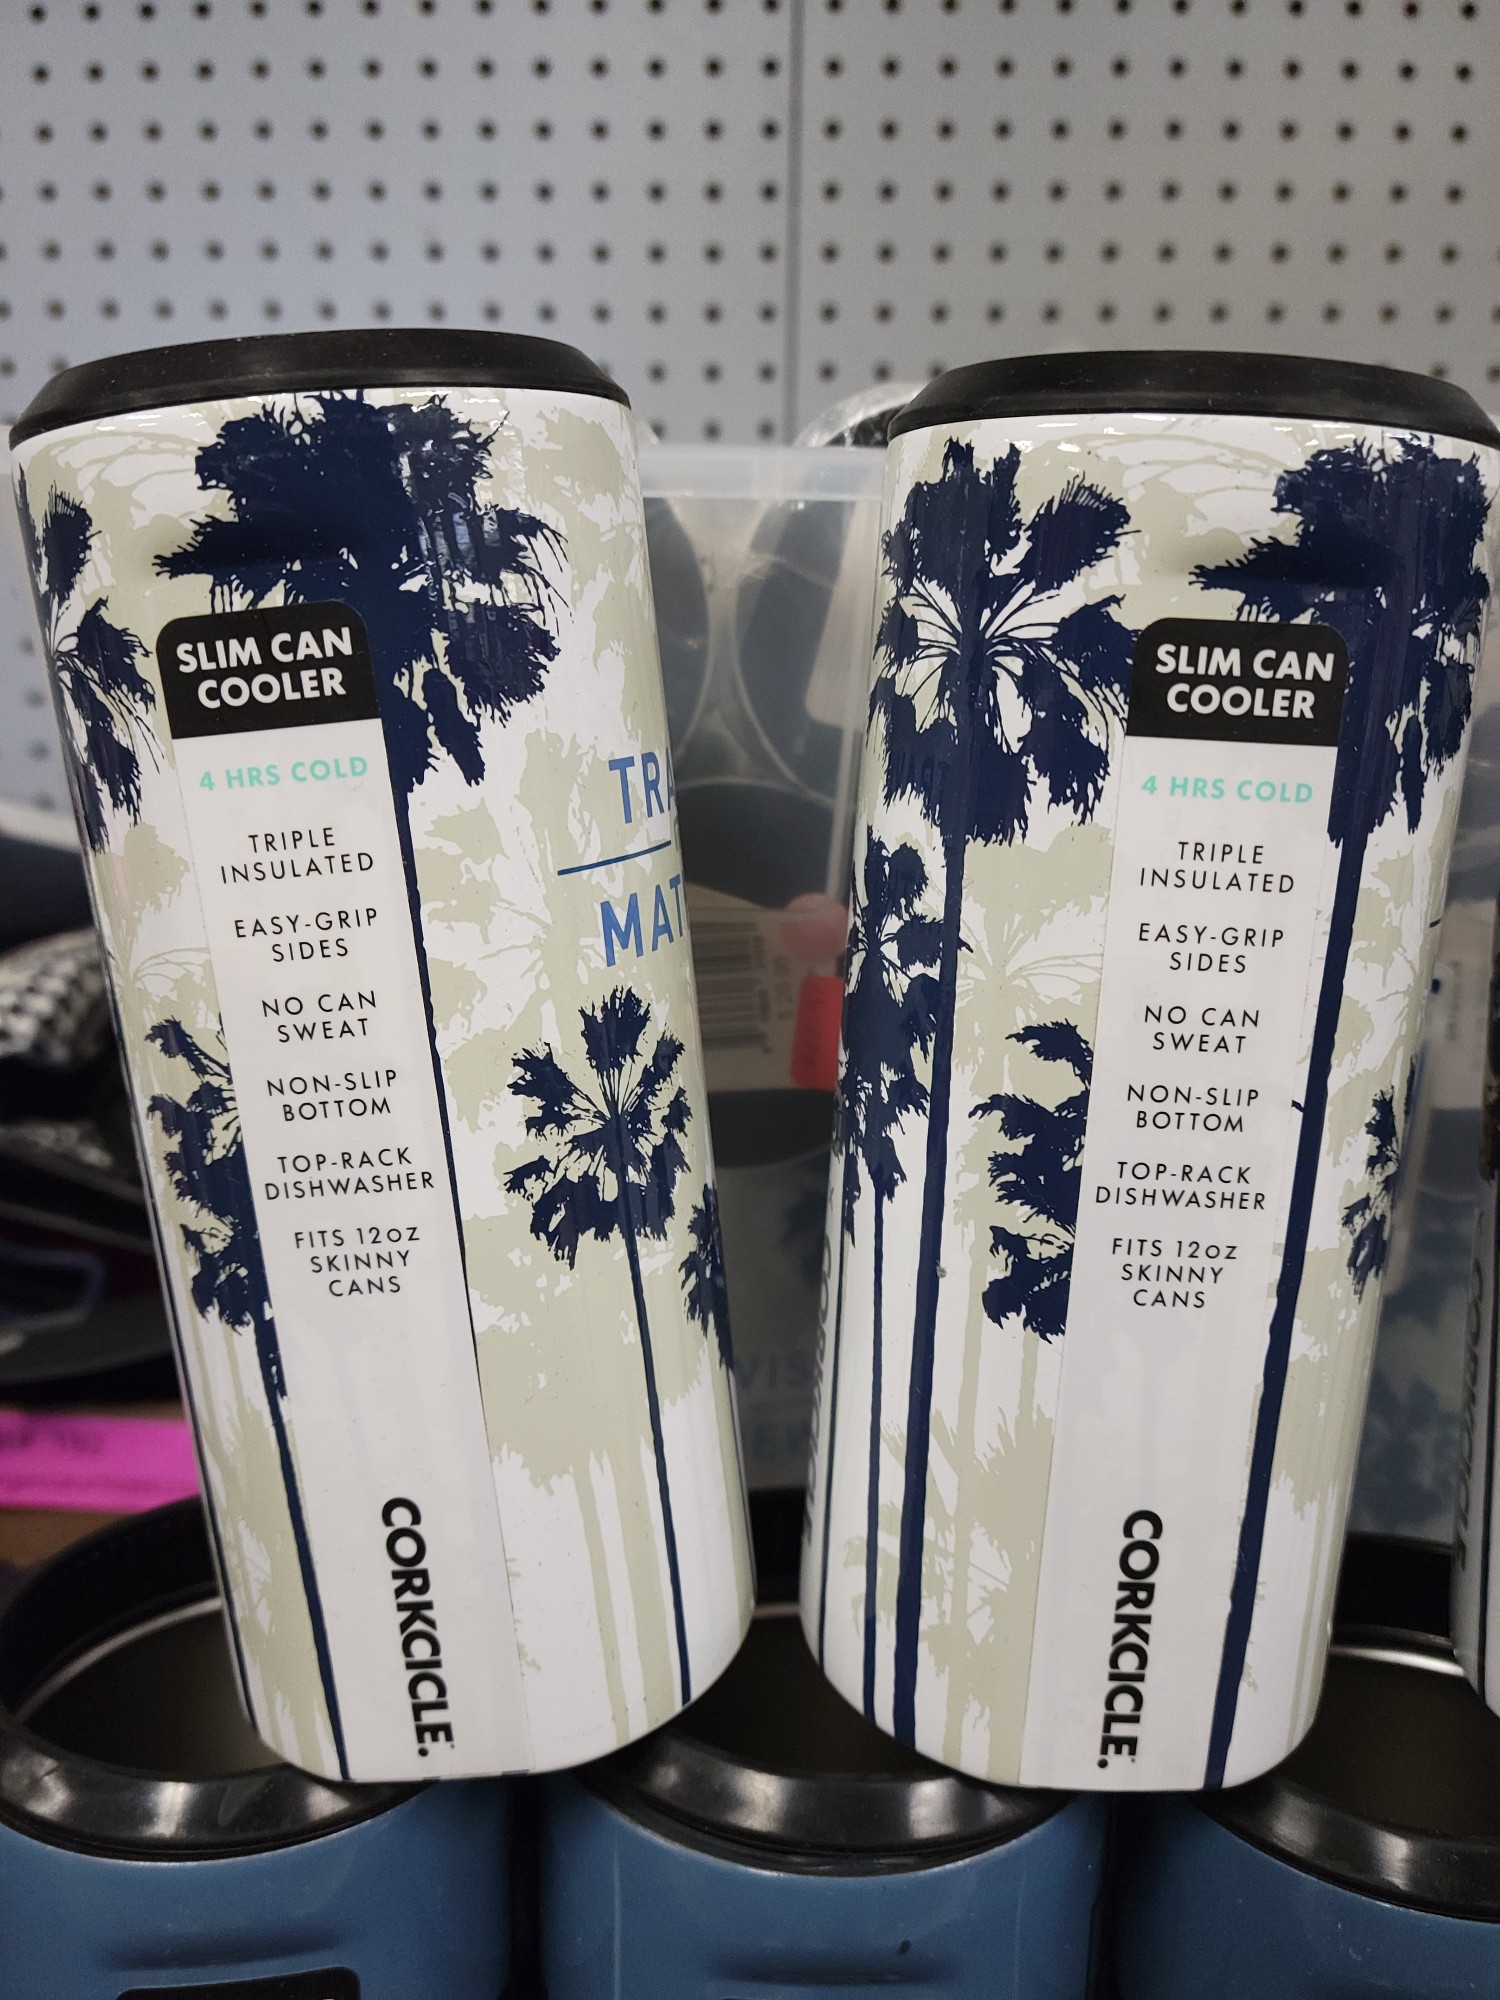 SLIM CAN
COOLER
4 HRS COLD
TRIPLE
INSULATED
EASY-GRIP
SIDES
NO CAN
SWEAT
NON-SLIP
BOTTOM
TOP-RACK
DISHWASHER
FITS 12OZ
SKINNY
CANS
CORKCICLE.
TRA
MAT
SLIM CAN
COOLER
4 HRS COLD
TRIPLE
INSULATED
EASY-GRIP
SIDES
NO CAN
SWEAT
NON-SLIP
BOTTOM
TOP-RACK
DISHWASHER
FITS 12OZ
SKINNY
CANS
CORKCICLE.